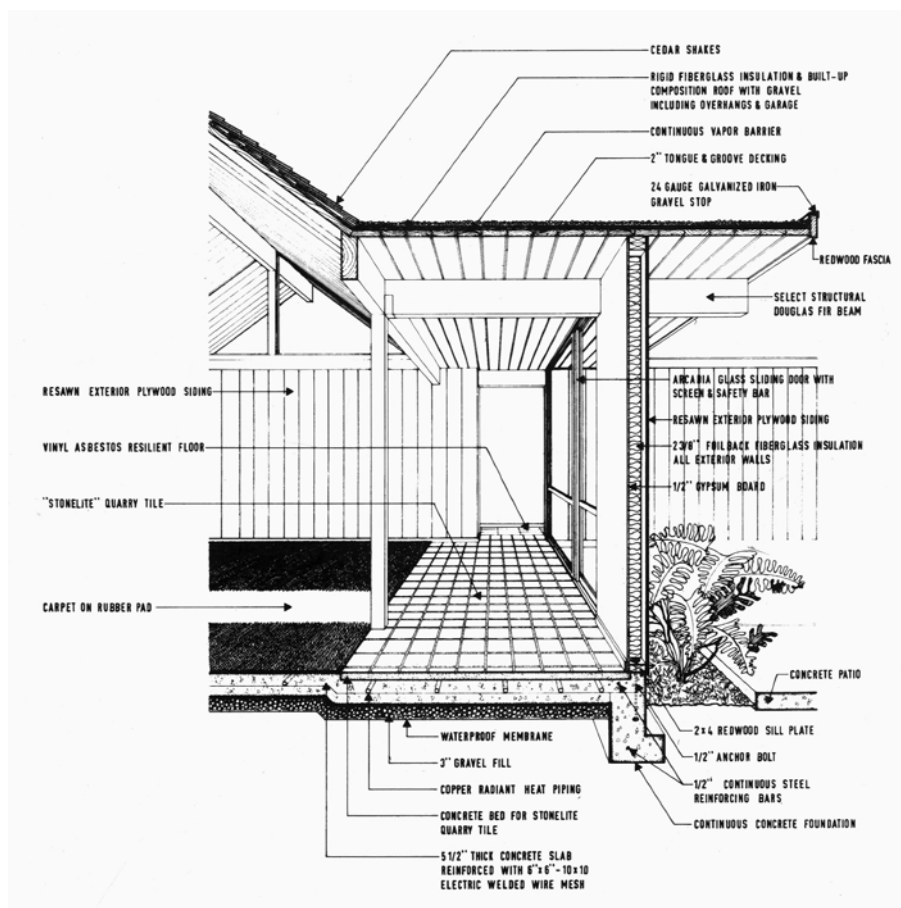 CEDAR SHAKES
RIGID FIBERGLASS INSULATION & BUILT-UP
COMPOSITION ROOF WITH GRAVEL
INCLUDING OVERHANGS & GARAGE
CONTINUOUS VAPOR BARRIER
2" TONGUE & GROOVE DECKING
24 GAUGE GALVANIZED IRON
GRAVEL STOP
REDWOOD FASCIA
SELECT STRUCTURAL
DOUGLAS FIR BEAM
ARCADIA GLASS SLIDING DOOR WITH
SCREEN & SAFETY BAR
RESAWN EXTERIOR PLYWOOD SIDING
RESAWN EXTERIOR PLYWOOD SIDING
2 3/8" FOILBACK FIBERGLASS INSULATION
ALL EXTERIOR WALLS
VINYL ASBESTOS RESILIENT FLOOR
1/2" GYPSUM BOARD
"STONELITE" QUARRY TILE
CARPET ON RUBBER PAD
CONCRETE PATIO
2x4 REDWOOD SILL PLATE
WATERPROOF MEMBRANE
1/2" ANCHOR BOLT
3" GRAVEL FILL
1/2" CONTINUOUS STEEL
REINFORCING BARS
COPPER RADIANT HEAT PIPING
CONCRETE BED FOR STONELITE
QUARRY TILE
CONTINUOUS CONCRETE FOUNDATION
5 1/2" THICK CONCRETE SLAB
REINFORCED WITH 6"x6"-10x10
ELECTRIC WELDED WIRE MESH